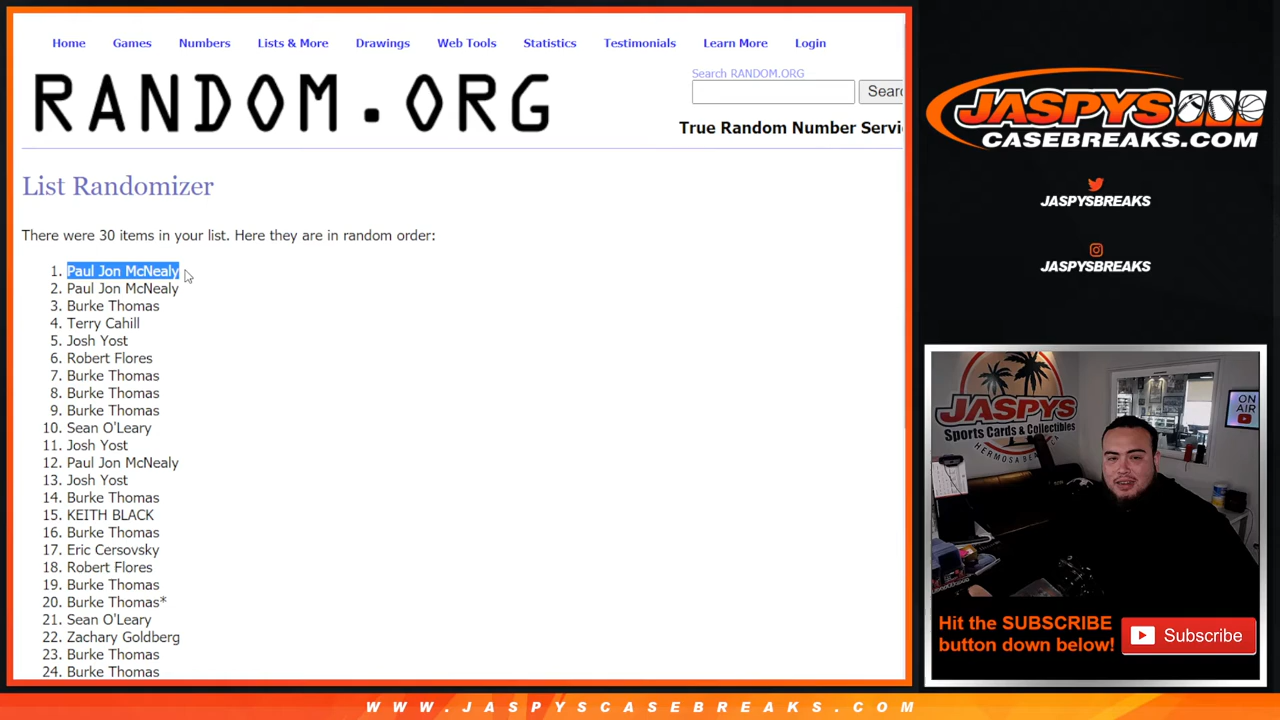 Home Games Numbers Lists & More Drawings Web Tools Statistics Testimonials Learn More Login
RANDOM.ORG
Search RANDOM.ORG
True Random Number Servi
List Randomizer
There were 30 items in your list. Here they are in random order:
1. Paul Jon McNealy
2. Paul Jon McNealy
3. Burke Thomas
4. Terry Cahill
5. Josh Yost
6. Robert Flores
7. Burke Thomas
8. Burke Thomas
9. Burke Thomas
10. Sean O'Leary
11. Josh Yost
12. Paul Jon McNealy
13. Josh Yost
14. Burke Thomas
15. KEITH BLACK
16. Burke Thomas
17. Eric Cersovsky
18. Robert Flores
19. Burke Thomas
20. Burke Thomas*
21. Sean O'Leary
22. Zachary Goldberg
23. Burke Thomas
24. Burke Thomas
JASPYS
CASEBREAKS.COM
JASPYSBREAKS
JASPYSBREAKS
JASPYS
Sports Cards & Collectibles
HERMOSA BEA
ON AIR
Hit the SUBSCRIBE
button down below!
Subscribe
WWW.JASPYSCASEBREAKS.COM